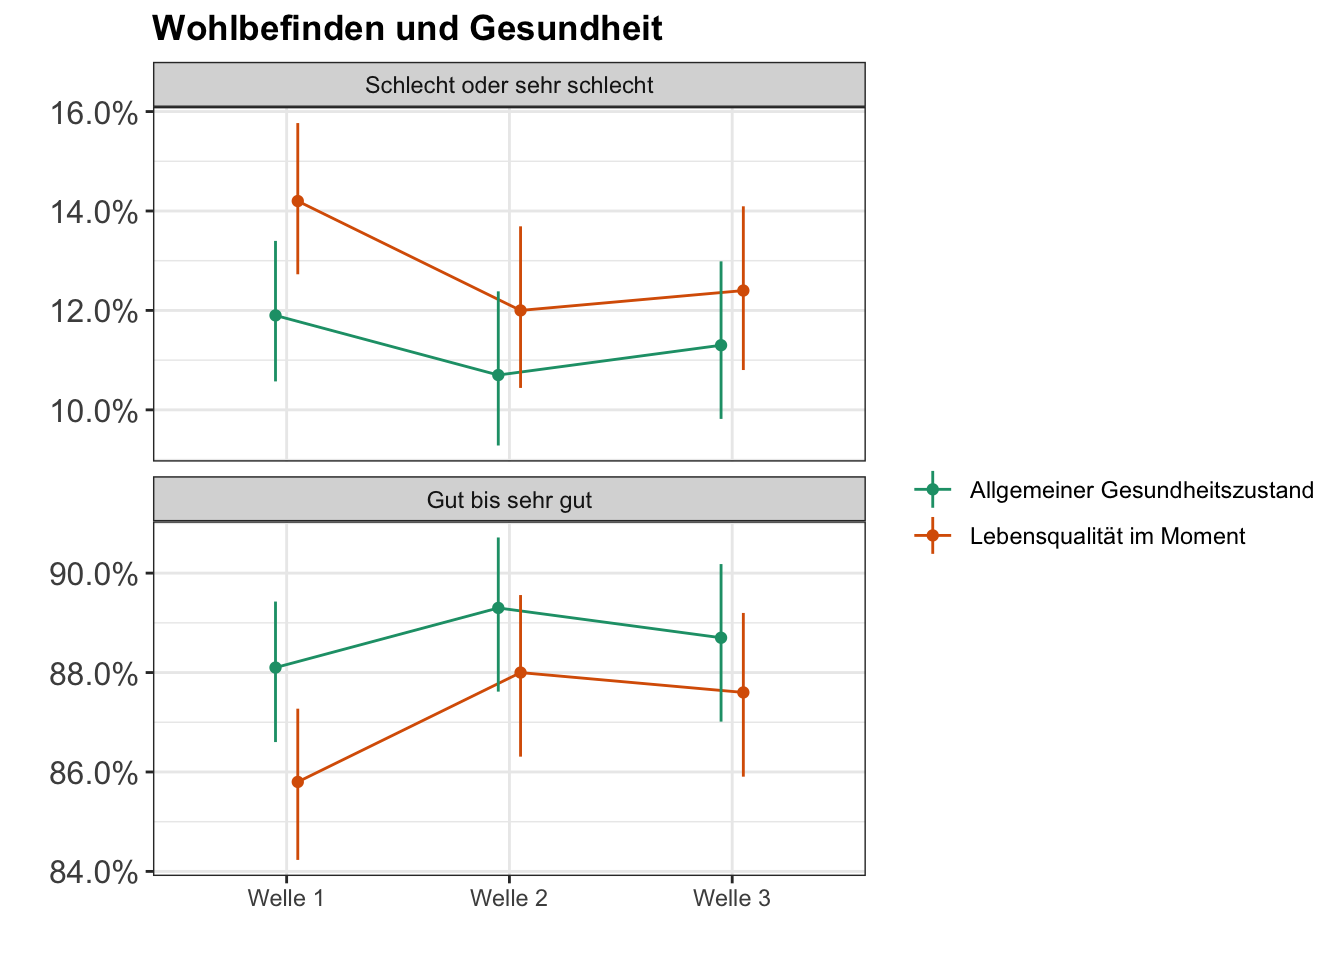 Wohlbefinden und Gesundheit
Schlecht oder sehr schlecht
16.0%
14.0%
12.0%
10.0%
Gut bis sehr gut
90.0%
88.0%
86.0%
84.0%
Welle 1
Welle 2
Welle 3
Allgemeiner Gesundheitszustand
Lebensqualität im Moment